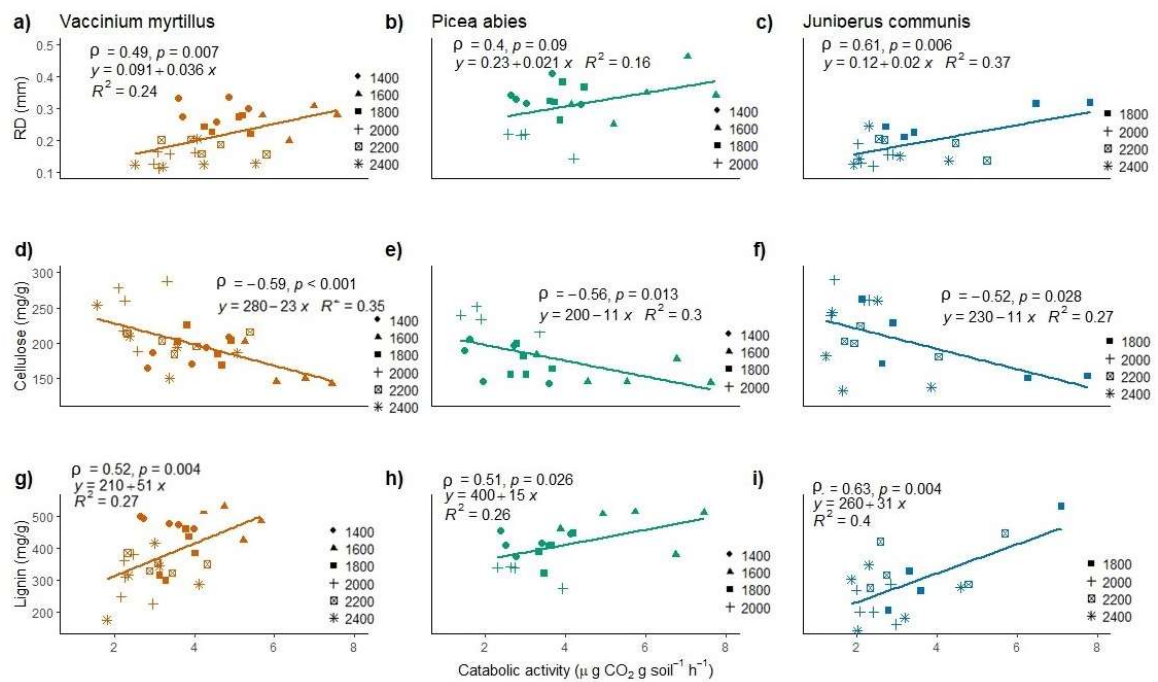 a) Vaccinium myrtillus
b) Picea abies
c) Juniberus communis
RD (mm)
0.5
0.4
0.3
0.2
0.1
ρ = 0.49, p = 0.007
y = 0.091+0.036 x
R² = 0.24
1400
1600
1800
2000
2200
2400
ρ = 0.4, p = 0.09
y = 0.23+0.021 x R² = 0.16
1400
1600
1800
2000
ρ = 0.61, p = 0.006
y = 0.12+0.02 x R² = 0.37
1800
2000
2200
2400
d)
e)
f)
Cellulose (mg/g)
300
250
200
150
ρ = −0.59, p < 0.001
y = 280−23 x R² = 0.35
1400
1600
1800
2000
2200
2400
ρ = −0.56, p = 0.013
y = 200−11 x R² = 0.3
1400
1600
1800
2000
ρ = −0.52, p = 0.028
y = 230−11 x R² = 0.27
1800
2000
2200
2400
g)
h)
i)
Lignin (mg/g)
500
400
300
200
ρ = 0.52, p = 0.004
y = 210+51 x
R² = 0.27
1400
1600
1800
2000
2200
2400
ρ = 0.51, p = 0.026
y = 400+15 x
R² = 0.26
1400
1600
1800
2000
ρ = 0.63, p = 0.004
y = 260+31 x
R² = 0.4
1800
2000
2200
2400
2 4 6 8
2 4 6 8
2 4 6 8
Catabolic activity (μ g CO₂ g soil⁻¹ h⁻¹)